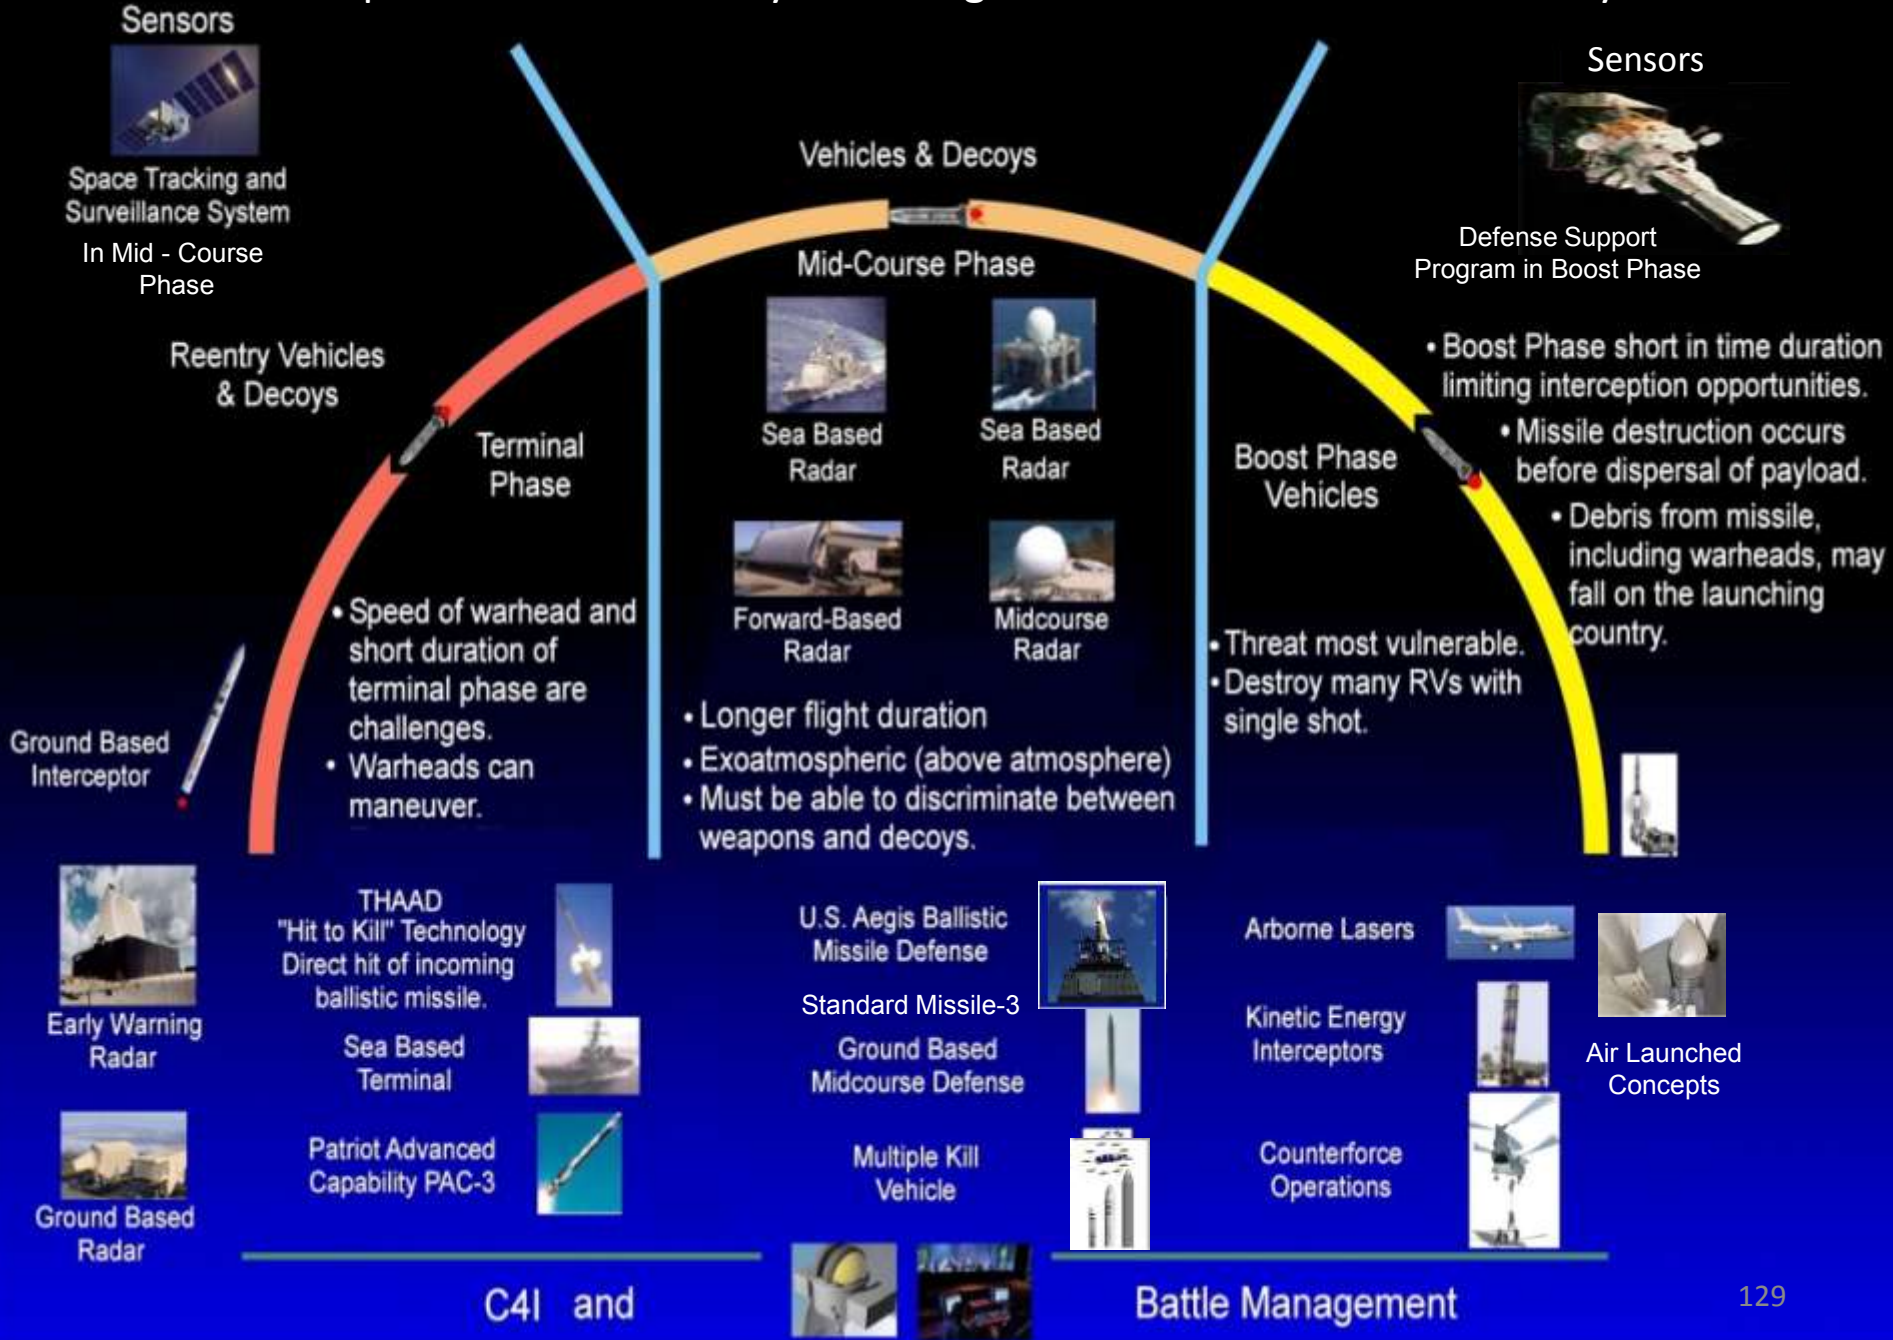 Sensors
Space Tracking and
Surveillance System
In Mid - Course
Phase
Sensors
Defense Support
Program in Boost Phase
Vehicles & Decoys
Mid-Course Phase
Reentry Vehicles
& Decoys
Terminal
Phase
• Speed of warhead and
short duration of
terminal phase are
challenges.
• Warheads can
maneuver.
Sea Based
Radar
Sea Based
Radar
Forward-Based
Radar
Midcourse
Radar
• Longer flight duration
• Exoatmospheric (above atmosphere)
• Must be able to discriminate between
weapons and decoys.
Boost Phase
Vehicles
• Threat most vulnerable.
• Destroy many RVs with
single shot.
• Boost Phase short in time duration
limiting interception opportunities.
• Missile destruction occurs
before dispersal of payload.
• Debris from missile,
including warheads, may
fall on the launching
country.
Ground Based
Interceptor
Early Warning
Radar
Ground Based
Radar
THAAD
"Hit to Kill" Technology
Direct hit of incoming
ballistic missile.
Sea Based
Terminal
Patriot Advanced
Capability PAC-3
U.S. Aegis Ballistic
Missile Defense
Standard Missile-3
Ground Based
Midcourse Defense
Multiple Kill
Vehicle
Arborne Lasers
Kinetic Energy
Interceptors
Counterforce
Operations
Air Launched
Concepts
C4I and
Battle Management
129